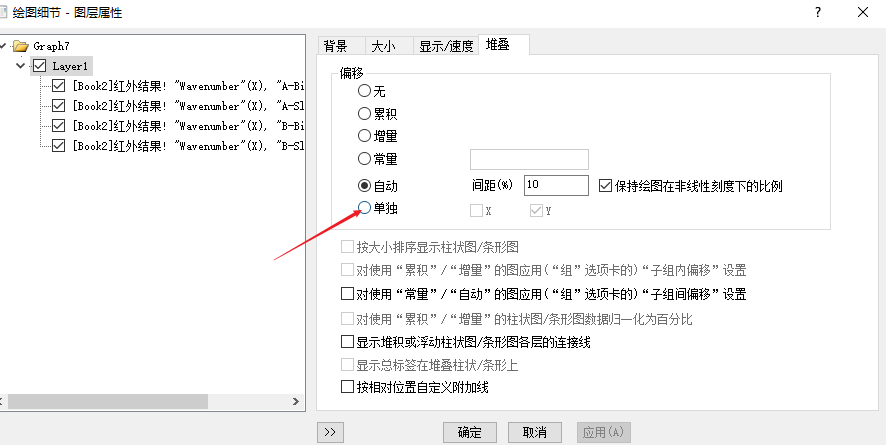 绘图细节 - 图层属性
?
Graph7
Layer1
[Book2]红外结果! "Wavenumber"(X), "A-Bi
[Book2]红外结果! "Wavenumber"(X), "A-Sl
[Book2]红外结果! "Wavenumber"(X), "B-Bi
[Book2]红外结果! "Wavenumber"(X), "B-Sl
背景 大小 显示/速度 堆叠
偏移
无
累积
增量
常量
自动 间距(%) 10 保持绘图在非线性刻度下的比例
单独 X Y
按大小排序显示柱状图/条形图
对使用“累积”/“增量”的图应用(“组”选项卡的)“子组内偏移”设置
对使用“常量”/“自动”的图应用(“组”选项卡的)“子组间偏移”设置
对使用“累积”/“增量”的柱状图/条形图数据归一化为百分比
显示堆积或浮动柱状图/条形图各层的连接线
显示总标签在堆叠柱状/条形上
按相对位置自定义附加线
>> 确定 取消 应用(A)